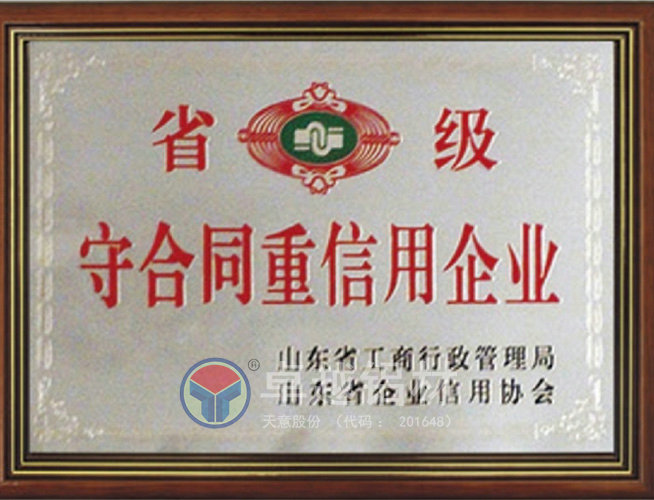 省 级
守合同重信用企业
山东省工商行政管理局
山东省企业信用协会
®
天意股份 （代码： 201648）